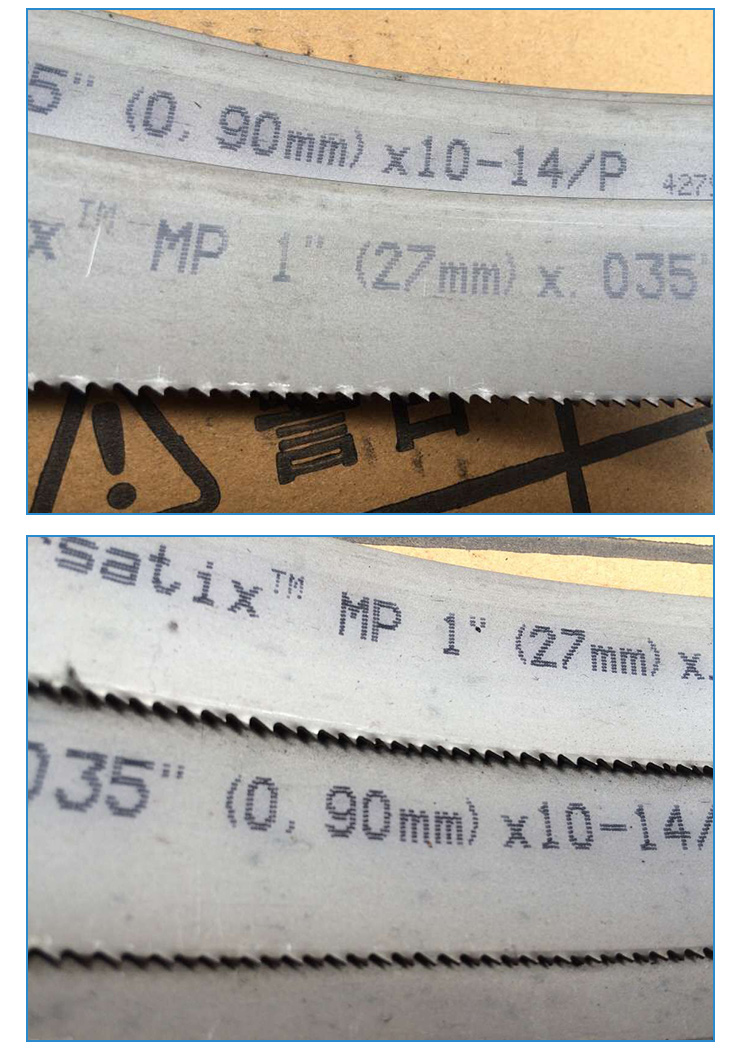 5" (0, 90mm) x10-14/P 427
x™ MP 1" (27mm) x. 035"
satix™ MP 1" (27mm) x.
035" (0, 90mm) x10-14/